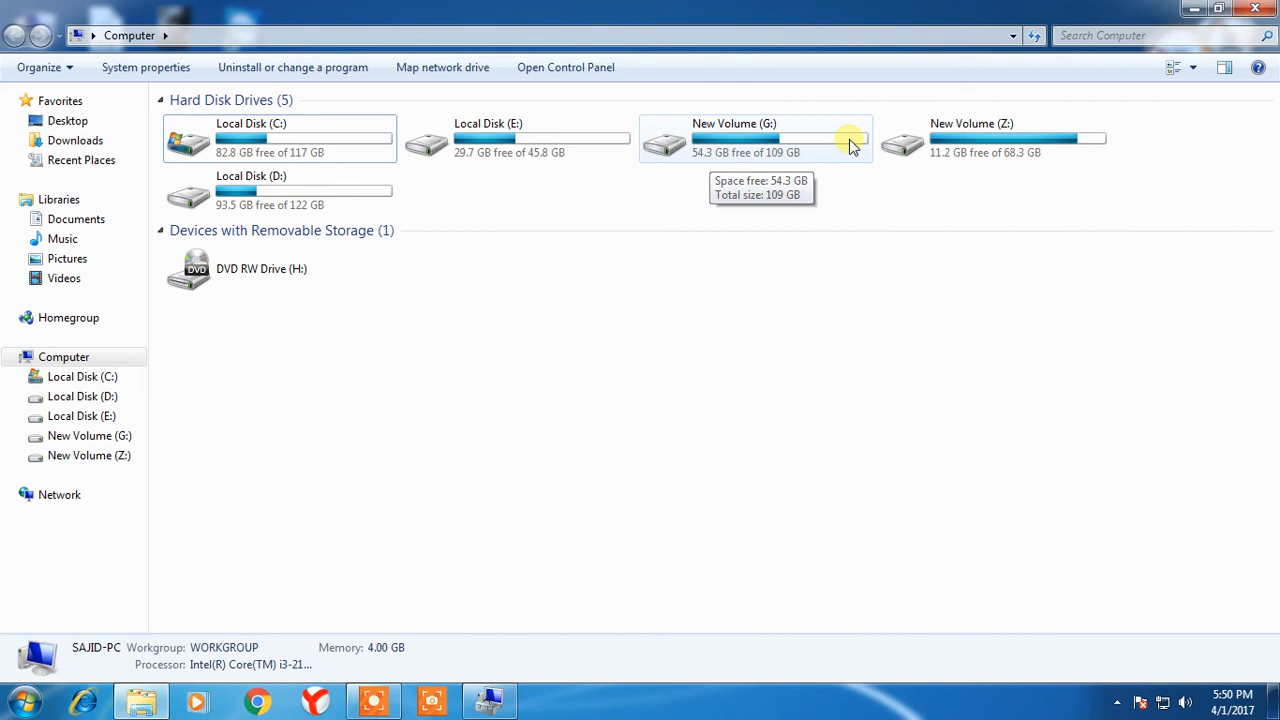 Computer
Search Computer
Organize
System properties
Uninstall or change a program
Map network drive
Open Control Panel
Favorites
Desktop
Downloads
Recent Places
Libraries
Documents
Music
Pictures
Videos
Homegroup
Computer
Local Disk (C:)
Local Disk (D:)
Local Disk (E:)
New Volume (G:)
New Volume (Z:)
Network
Hard Disk Drives (5)
Local Disk (C:)
82.8 GB free of 117 GB
Local Disk (E:)
29.7 GB free of 45.8 GB
New Volume (G:)
54.3 GB free of 109 GB
New Volume (Z:)
11.2 GB free of 68.3 GB
Space free: 54.3 GB
Total size: 109 GB
Local Disk (D:)
93.5 GB free of 122 GB
Devices with Removable Storage (1)
DVD
DVD RW Drive (H:)
SAJID-PC Workgroup: WORKGROUP Memory: 4.00 GB
Processor: Intel(R) Core(TM) i3-21...
5:50 PM
4/1/2017